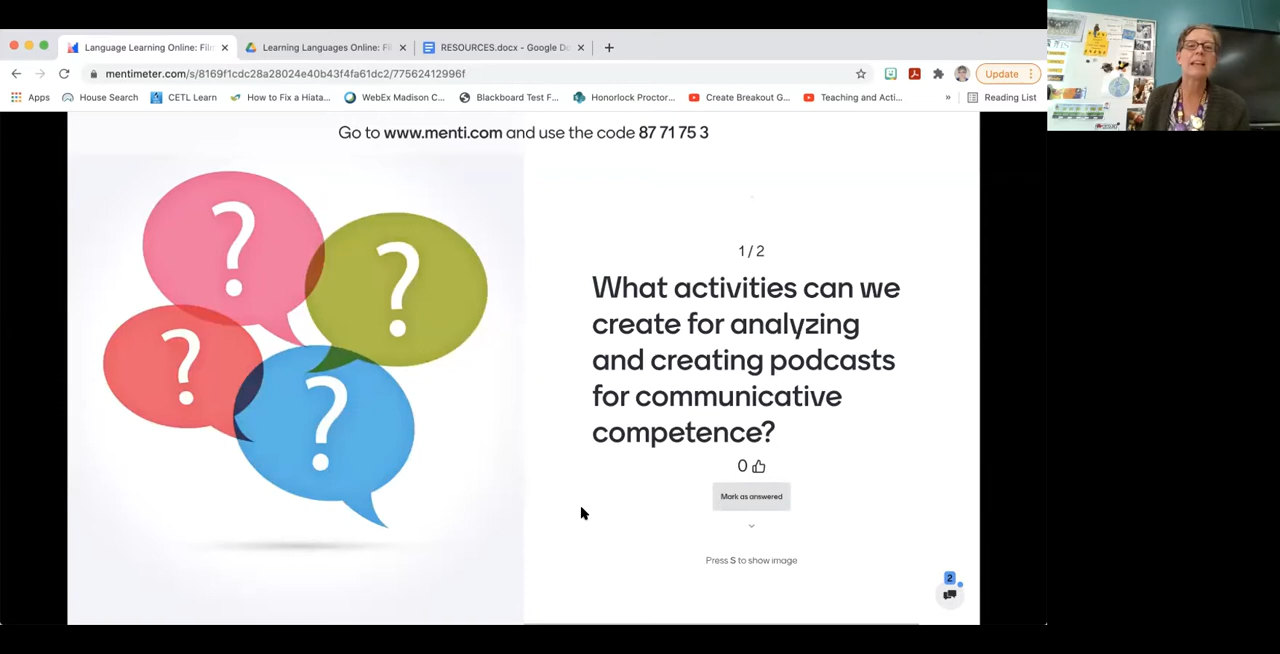 Language Learning Online: Film
Learning Languages Online: Fi
RESOURCES.docx - Google Do
mentimeter.com/s/8169f1cdc28a28024e40b43f4fa61dc2/77562412996f
Update
Apps
House Search
CETL Learn
How to Fix a Hiata...
WebEx Madison C...
Blackboard Test F...
Honorlock Proctor...
Create Breakout G...
Teaching and Acti...
»
Reading List
Go to www.menti.com and use the code 87 71 75 3
?
?
?
?
1 / 2
What activities can we
create for analyzing
and creating podcasts
for communicative
competence?
0
Mark as answered
Press S to show image
2